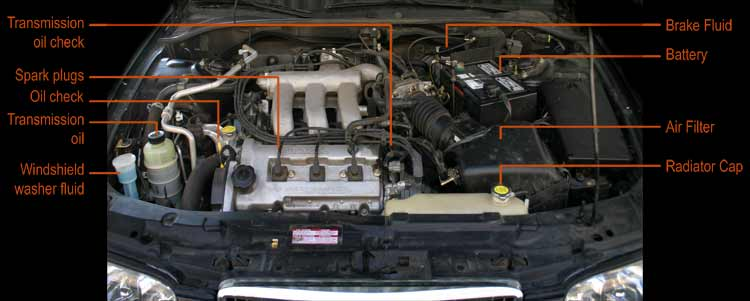 Transmission
oil check
Spark plugs
Oil check
Transmission
oil
Windshield
washer fluid
Brake Fluid
Battery
Air Filter
Radiator Cap